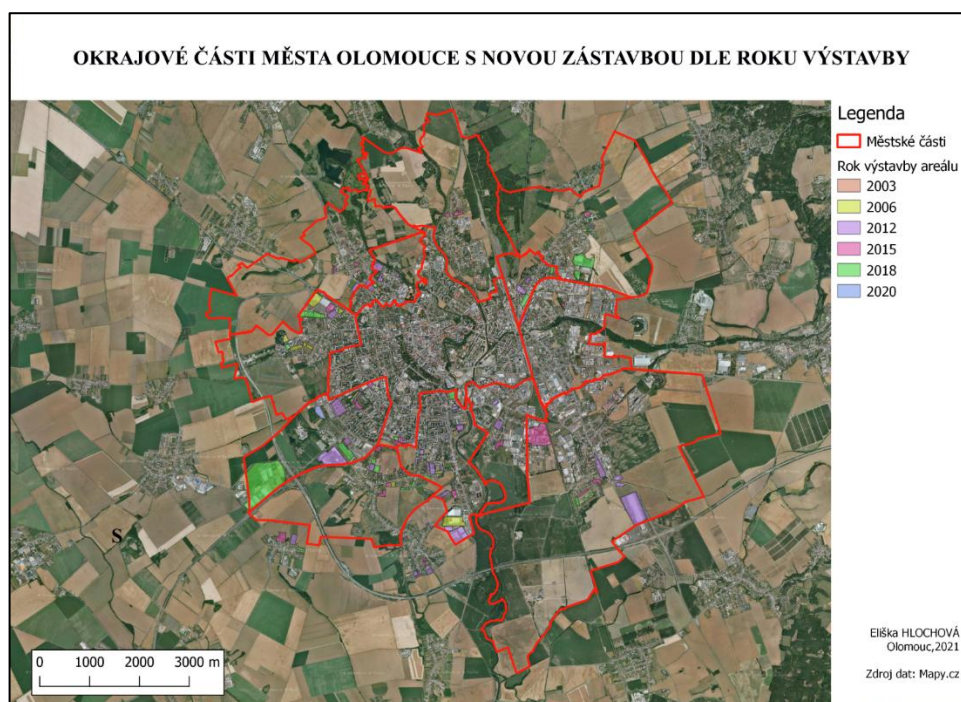 OKRAJOVÉ ČÁSTI MĚSTA OLOMOUCE S NOVOU ZÁSTAVBOU DLE ROKU VÝSTAVBY
Legenda
Městské části
Rok výstavby areálu
2003
2006
2012
2015
2018
2020
S
0 1000 2000 3000 m
Eliška HLOCHOVÁ
Olomouc,2021
Zdroj dat: Mapy.cz